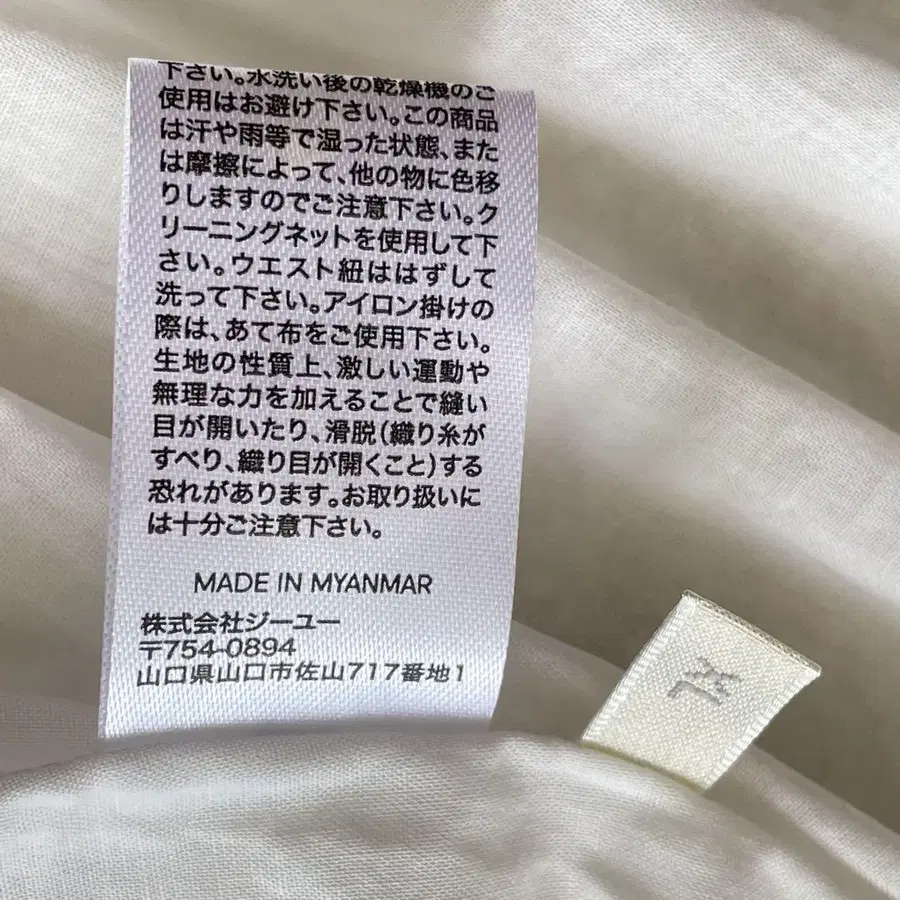 下さい。水洗い後の乾燥機のご
使用はお避け下さい。この商品
は汗や雨等で湿った状態、また
は摩擦によって、他の物に色移
りしますのでご注意下さい。ク
リーニングネットを使用して下
さい。ウエスト紐ははずして
洗って下さい。アイロン掛けの
際は、あて布をご使用下さい。
生地の性質上、激しい運動や
無理な力を加えることで縫い
目が開いたり、滑脱(織り糸が
すべり、織り目が開くこと)する
恐れがあります。お取り扱いに
は十分ご注意下さい。
MADE IN MYANMAR
株式会社ジーユー
〒754-0894
山口県山口市佐山717番地1